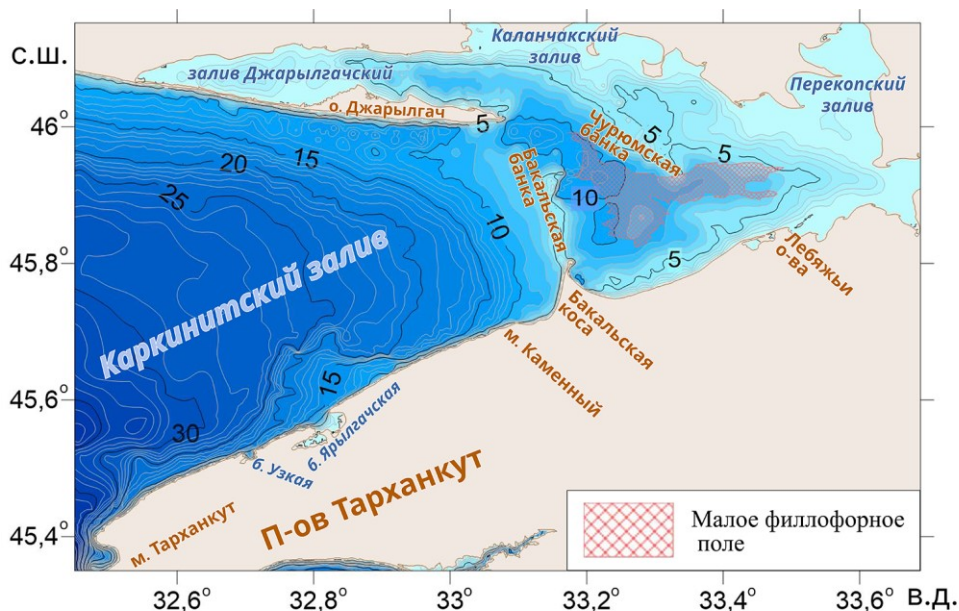 с.ш.
Каланчакский
залив
залив Джарылгачский
Перекопский
залив
о. Джарылгач
46°
5
Чурюмская
банка
5
5
15
20
Бакальская
банка
10
25
10
45,8°
5
Лебяжьи
о-ва
Каркинитский залив
Бакальская
коса
м. Каменный
45,6°
15
30
б. Ярылгачская
б. Узкая
П-ов Тарханкут
м. Тарханкут
45,4°
Малое филлофорное
поле
32,6°
32,8°
33°
33,2°
33,4°
33,6°
в.д.